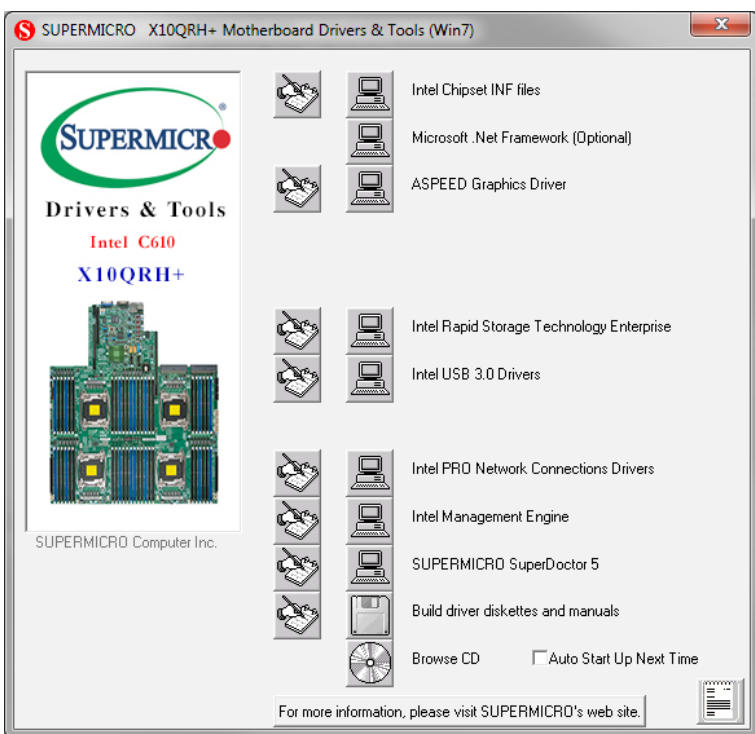 SUPERMICRO X10QRH+ Motherboard Drivers & Tools (Win7)
SUPERMICR
®
Drivers & Tools
Intel C610
X10QRH+
SUPERMICRO Computer Inc.
Intel Chipset INF files
Microsoft .Net Framework (Optional)
ASPEED Graphics Driver
Intel Rapid Storage Technology Enterprise
Intel USB 3.0 Drivers
Intel PRO Network Connections Drivers
Intel Management Engine
SUPERMICRO SuperDoctor 5
Build driver diskettes and manuals
Browse CD
Auto Start Up Next Time
For more information, please visit SUPERMICRO's web site.